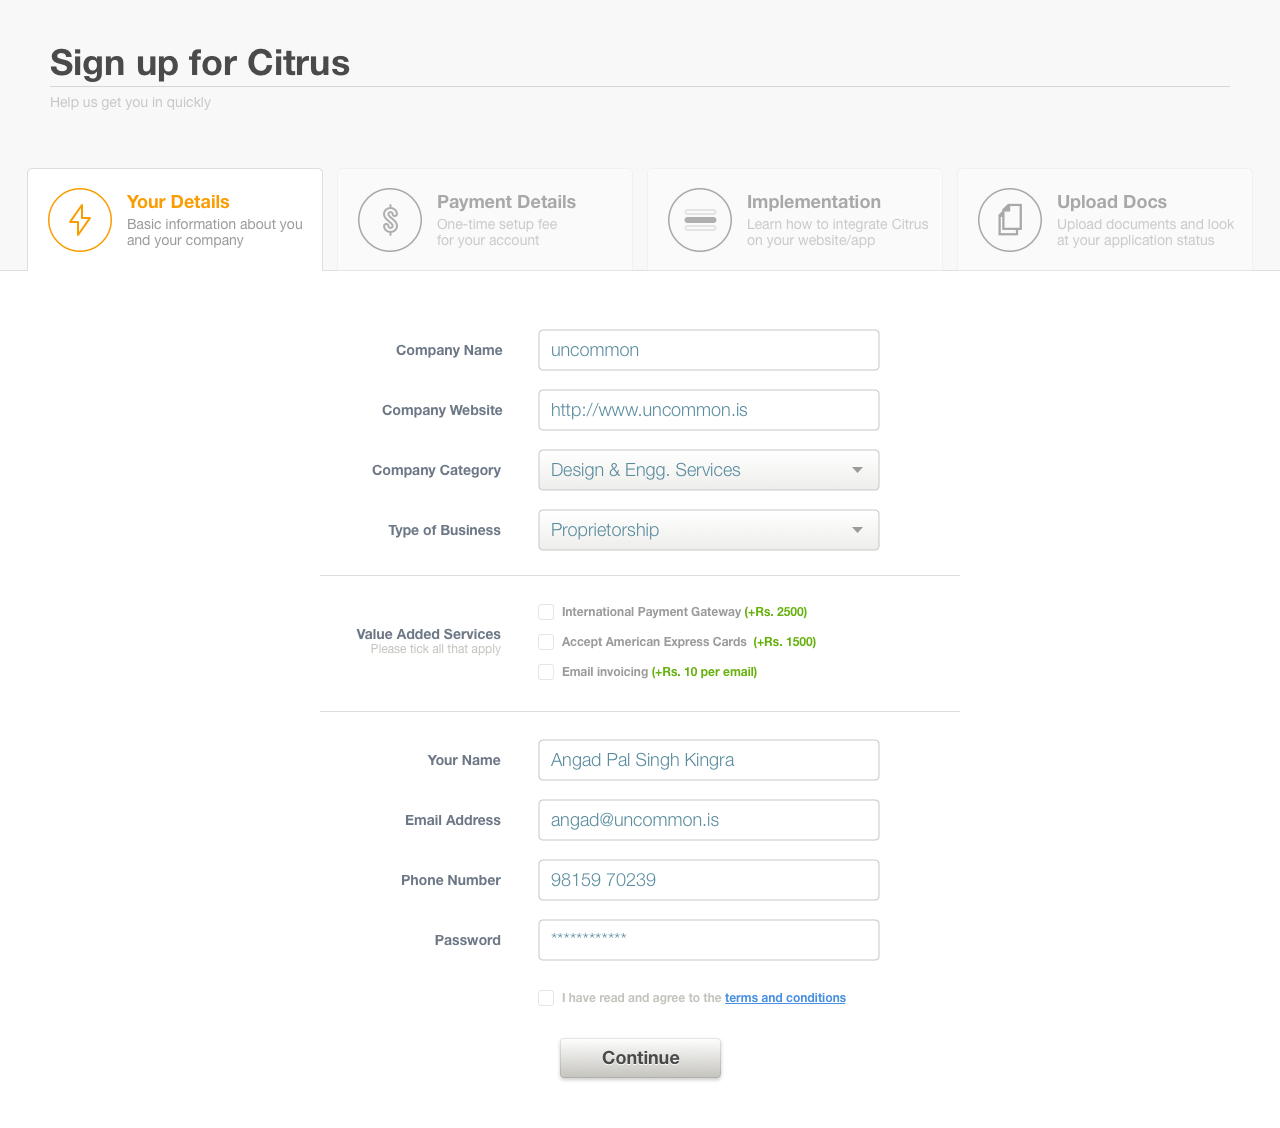 Sign up for Citrus
Help us get you in quickly
Your Details
Basic information about you
and your company
Payment Details
One-time setup fee
for your account
Implementation
Learn how to integrate Citrus
on your website/app
Upload Docs
Upload documents and look
at your application status
Company Name uncommon
Company Website http://www.uncommon.is
Company Category Design & Engg. Services
Type of Business Proprietorship
Value Added Services
Please tick all that apply
International Payment Gateway (+Rs. 2500)
Accept American Express Cards (+Rs. 1500)
Email invoicing (+Rs. 10 per email)
Your Name Angad Pal Singh Kingra
Email Address angad@uncommon.is
Phone Number 98159 70239
Password ************
I have read and agree to the terms and conditions
Continue